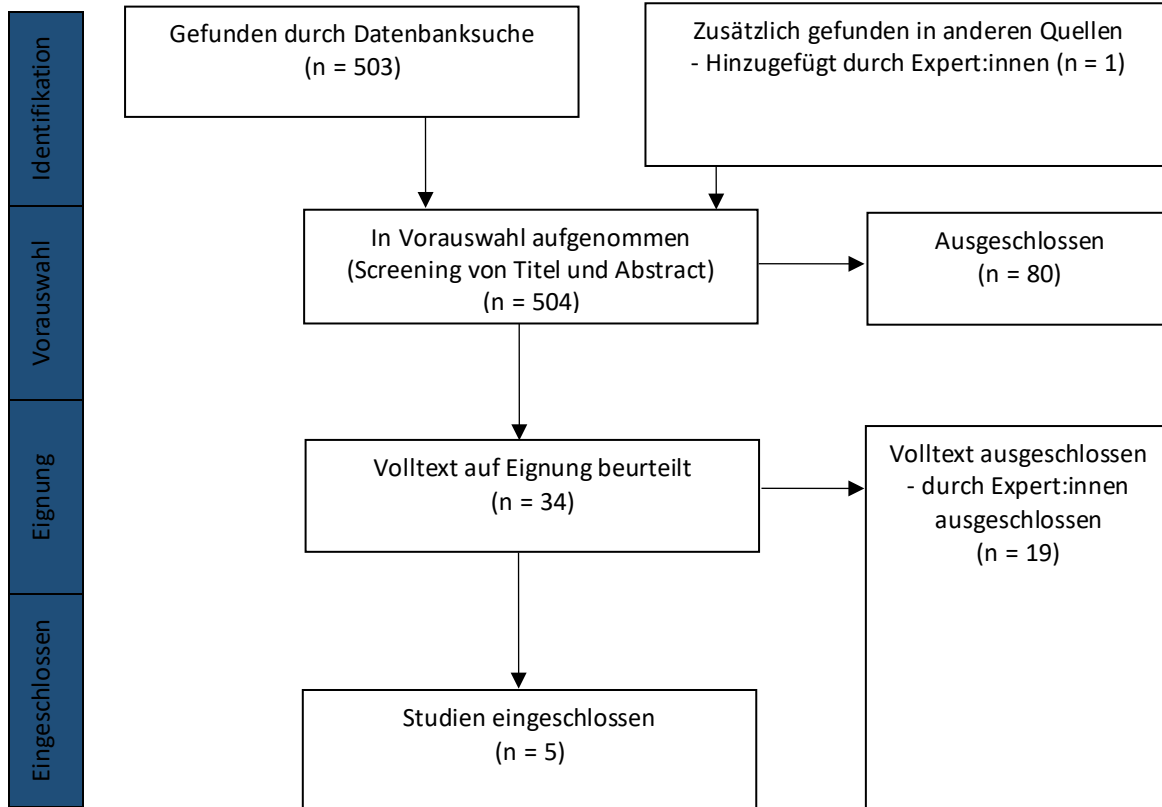 Identifikation
Gefunden durch Datenbanksuche
(n = 503)
Zusätzlich gefunden in anderen Quellen
- Hinzugefügt durch Expert:innen (n = 1)
Vorauswahl
In Vorauswahl aufgenommen
(Screening von Titel und Abstract)
(n = 504)
Ausgeschlossen
(n = 80)
Eignung
Volltext auf Eignung beurteilt
(n = 34)
Volltext ausgeschlossen
- durch Expert:innen
ausgeschlossen
(n = 19)
Eingeschlossen
Studien eingeschlossen
(n = 5)